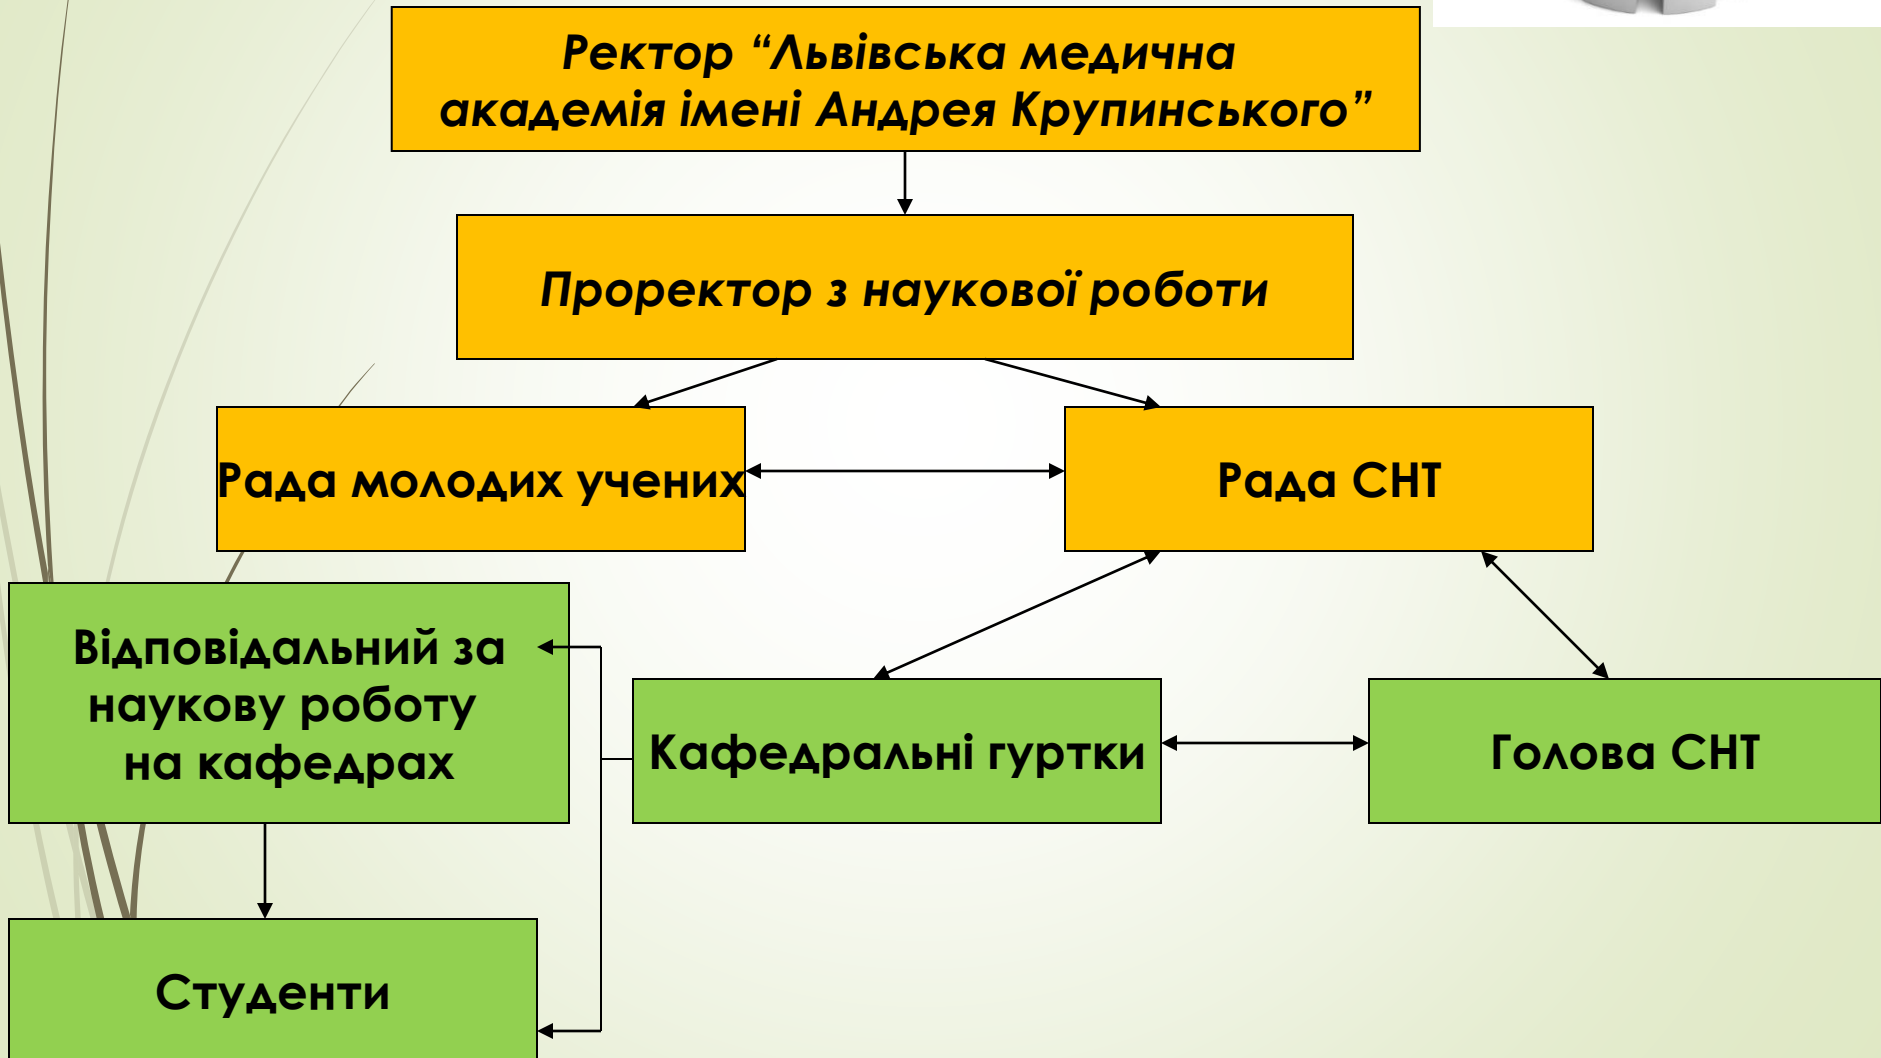 Ректор “Львівська медична
академія імені Андрея Крупинського”
Проректор з наукової роботи
Рада молодих учених
Рада СНТ
Відповідальний за
наукову роботу
на кафедрах
Кафедральні гуртки
Голова СНТ
Студенти